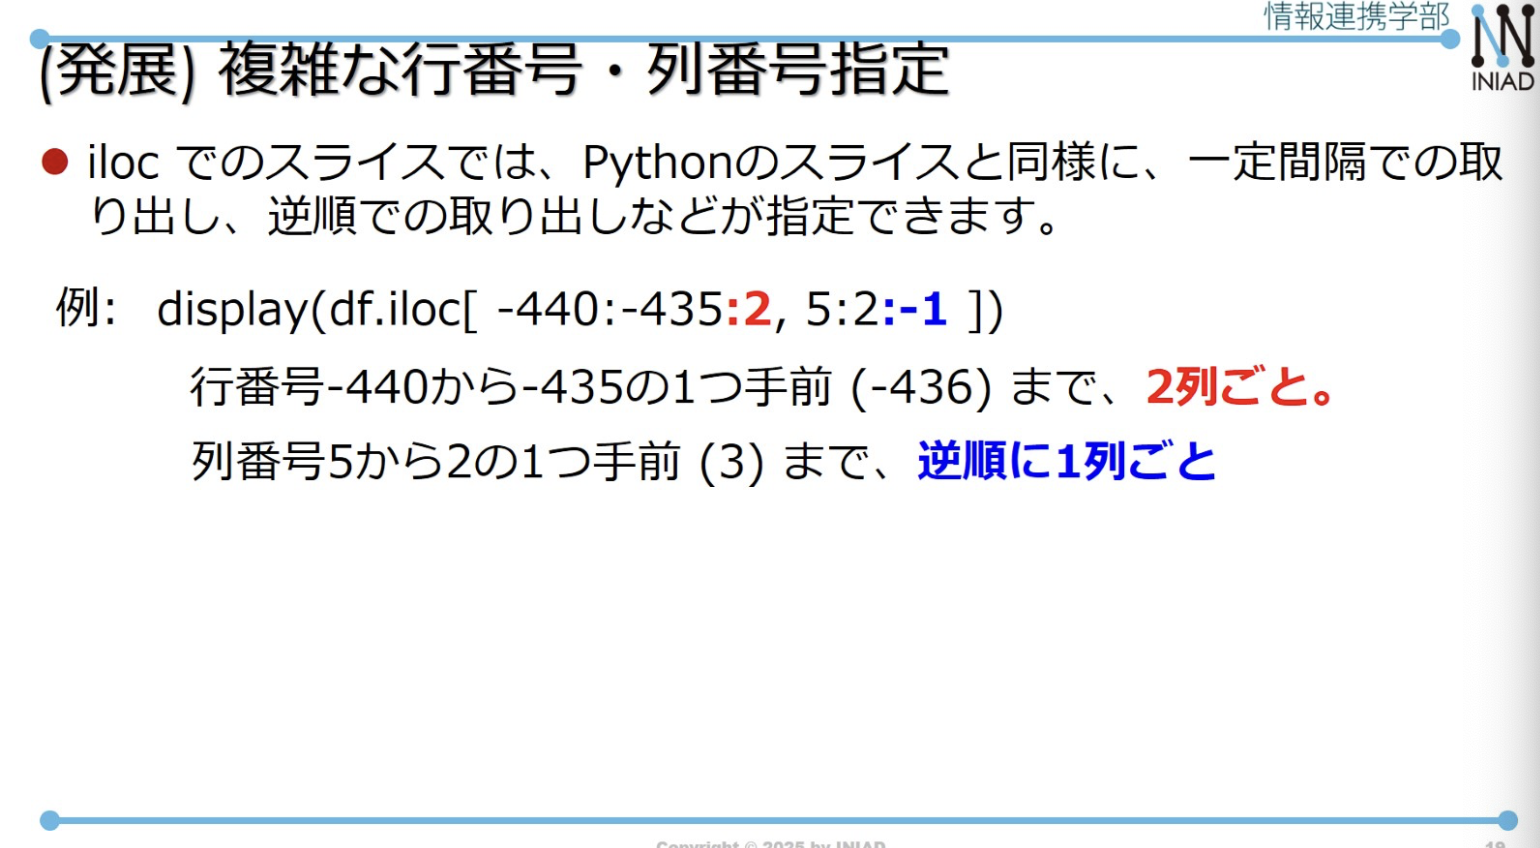 情報連携学部
INIAD
(発展) 複雑な行番号・列番号指定
● iloc でのスライスでは、Pythonのスライスと同様に、一定間隔での取
り出し、逆順での取り出しなどが指定できます。
例: display(df.iloc[ -440:-435:2, 5:2:-1 ])
行番号-440から-435の1つ手前 (-436) まで、2列ごと。
列番号5から2の1つ手前 (3) まで、逆順に1列ごと
Copyright © 2025 by INIAD
19